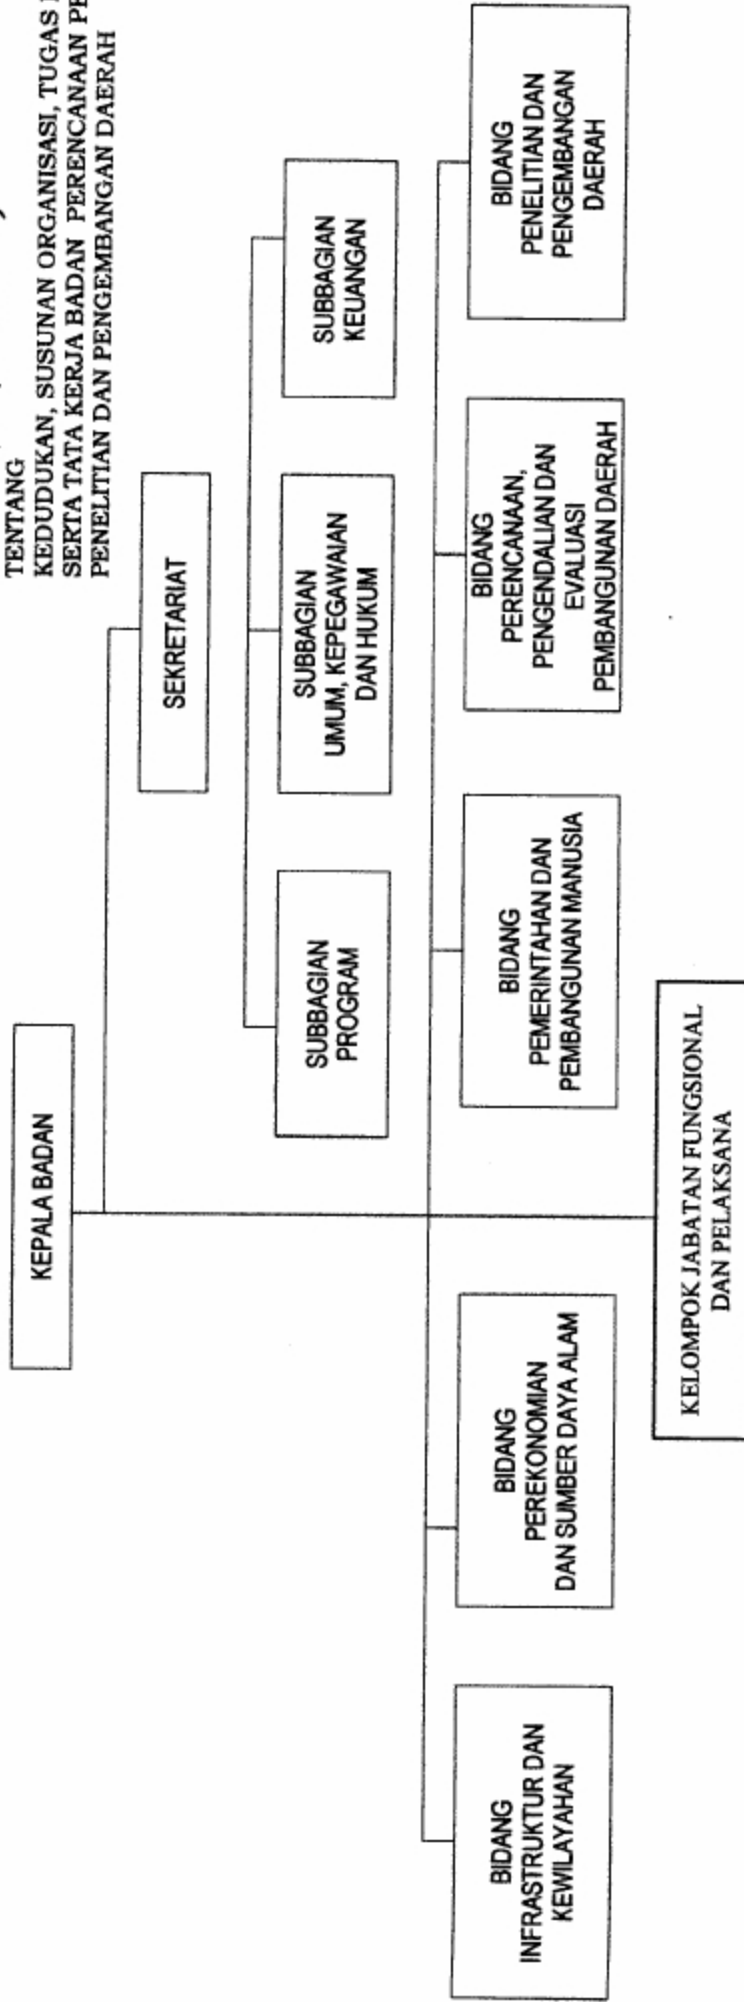 TENTANG
KEDUDUKAN, SUSUNAN ORGANISASI, TUGAS
SERTA TATA KERJA BADAN PERENCANAAN
PENELITIAN DAN PENGEMBANGAN DAERAH
KEPALA BADAN
SEKRETARIAT
SUBBAGIAN
PROGRAM
SUBBAGIAN
UMUM, KEPEGAWAIAN
DAN HUKUM
SUBBAGIAN
KEUANGAN
BIDANG
INFRASTRUKTUR DAN
KEWILAYAHAN
BIDANG
PEREKONOMIAN
DAN SUMBER DAYA ALAM
BIDANG
PEMERINTAHAN DAN
PEMBANGUNAN MANUSIA
BIDANG
PERENCANAAN,
PENGENDALIAN DAN
EVALUASI
PEMBANGUNAN DAERAH
BIDANG
PENELITIAN DAN
PENGEMBANGAN
DAERAH
KELOMPOK JABATAN FUNGSIONAL
DAN PELAKSANA